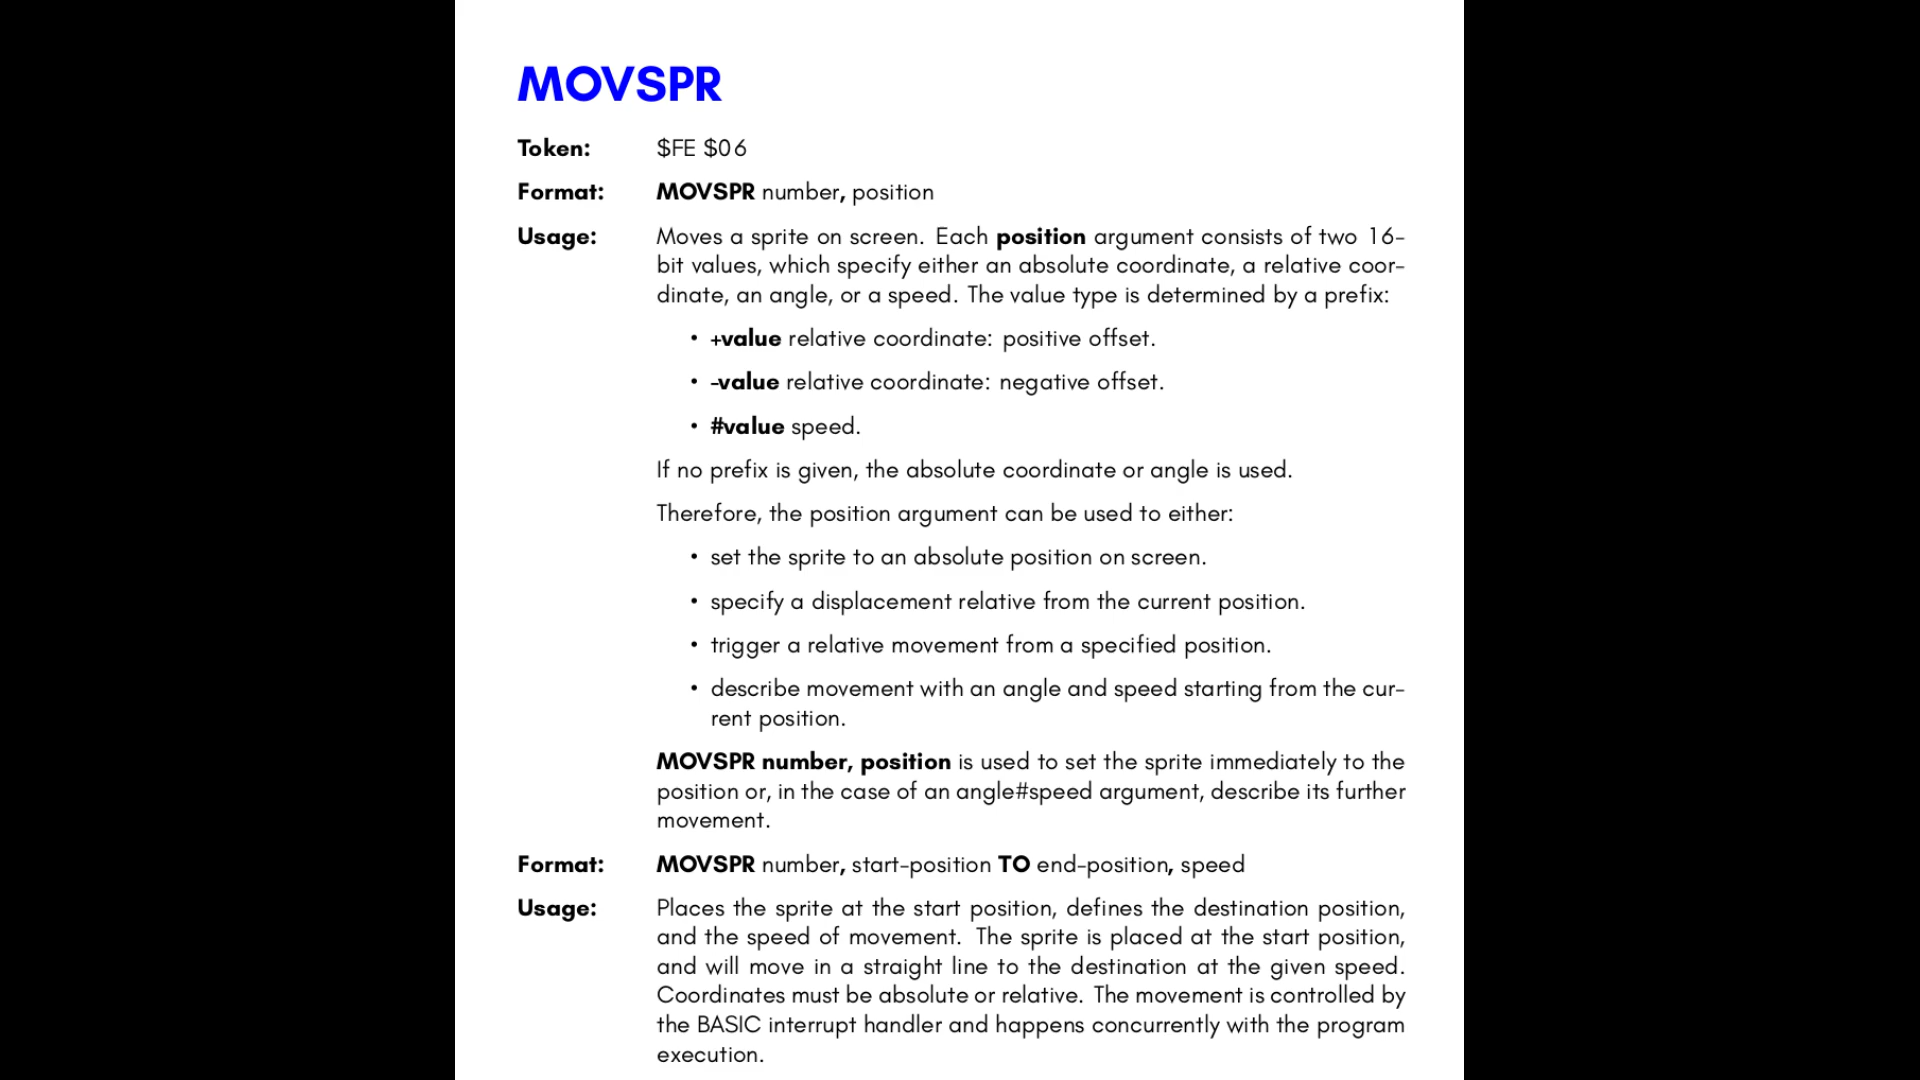 MOVSPR
Token: $FE $06
Format: MOVSPR number, position
Usage: Moves a sprite on screen. Each position argument consists of two 16-
bit values, which specify either an absolute coordinate, a relative coor-
dinate, an angle, or a speed. The value type is determined by a prefix:
• +value relative coordinate: positive offset.
• -value relative coordinate: negative offset.
• #value speed.
If no prefix is given, the absolute coordinate or angle is used.
Therefore, the position argument can be used to either:
• set the sprite to an absolute position on screen.
• specify a displacement relative from the current position.
• trigger a relative movement from a specified position.
• describe movement with an angle and speed starting from the cur-
rent position.
MOVSPR number, position is used to set the sprite immediately to the
position or, in the case of an angle#speed argument, describe its further
movement.
Format: MOVSPR number, start-position TO end-position, speed
Usage: Places the sprite at the start position, defines the destination position,
and the speed of movement. The sprite is placed at the start position,
and will move in a straight line to the destination at the given speed.
Coordinates must be absolute or relative. The movement is controlled by
the BASIC interrupt handler and happens concurrently with the program
execution.